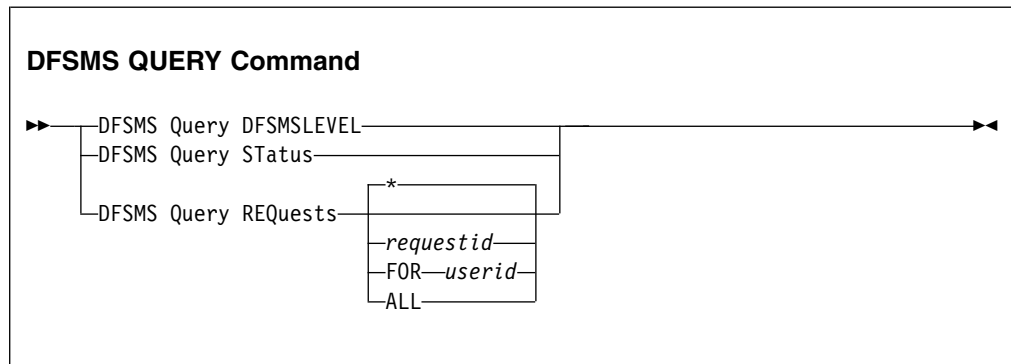 DFSMS QUERY Command
DFSMS Query DFSMSLEVEL
DFSMS Query STatus
*
DFSMS Query REQuests
requestid
FOR userid
ALL